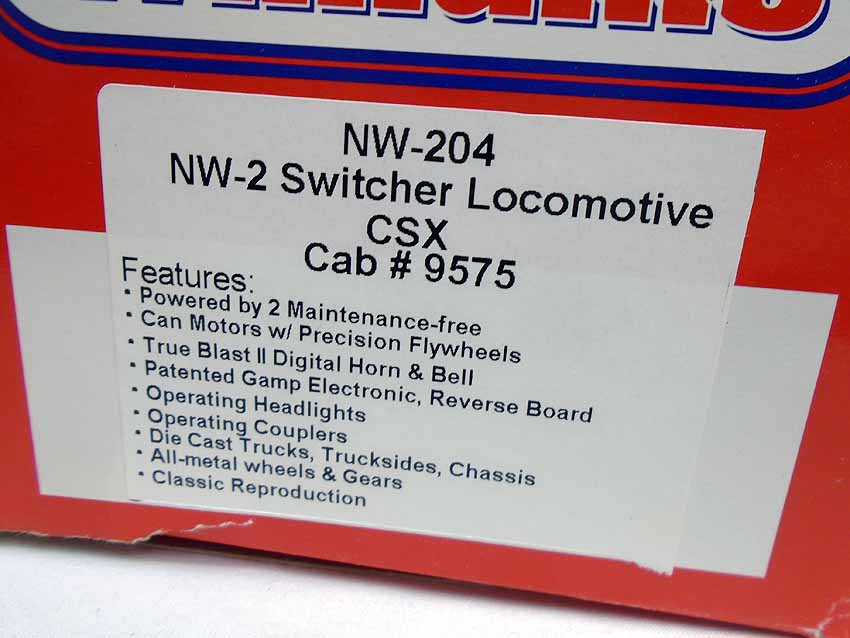 NW-204
NW-2 Switcher Locomotive
CSX
Cab # 9575
Features:
• Powered by 2 Maintenance-free
• Can Motors w/ Precision Flywheels
• True Blast II Digital Horn & Bell
• Patented Gamp Electronic, Reverse Board
• Operating Headlights
• Operating Couplers
• Die Cast Trucks, Trucksides, Chassis
• All-metal wheels & Gears
• Classic Reproduction